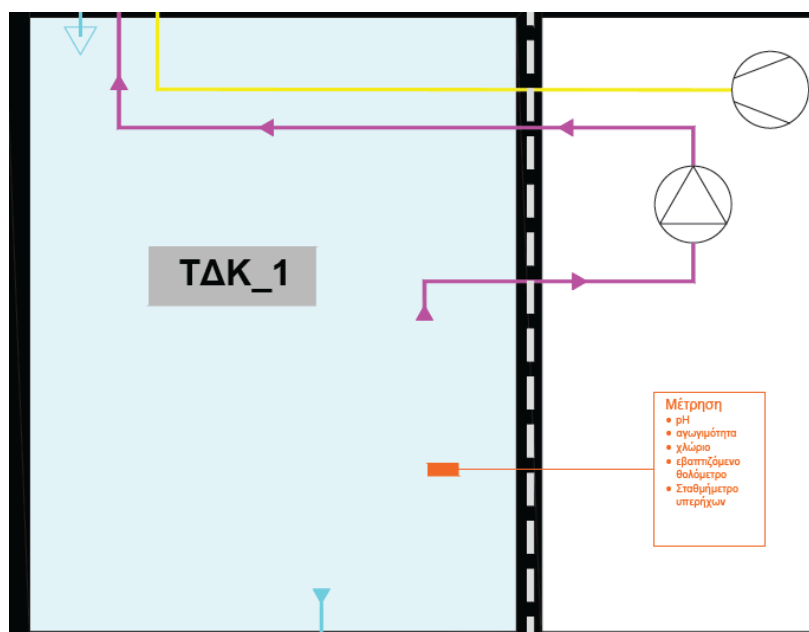 ΤΔΚ_1
Μέτρηση
• pH
• αγωγιμότητα
• χλώριο
• εβαπτιζόμενο
θολόμετρο
• Σταθμήμετρο
υπερήχων